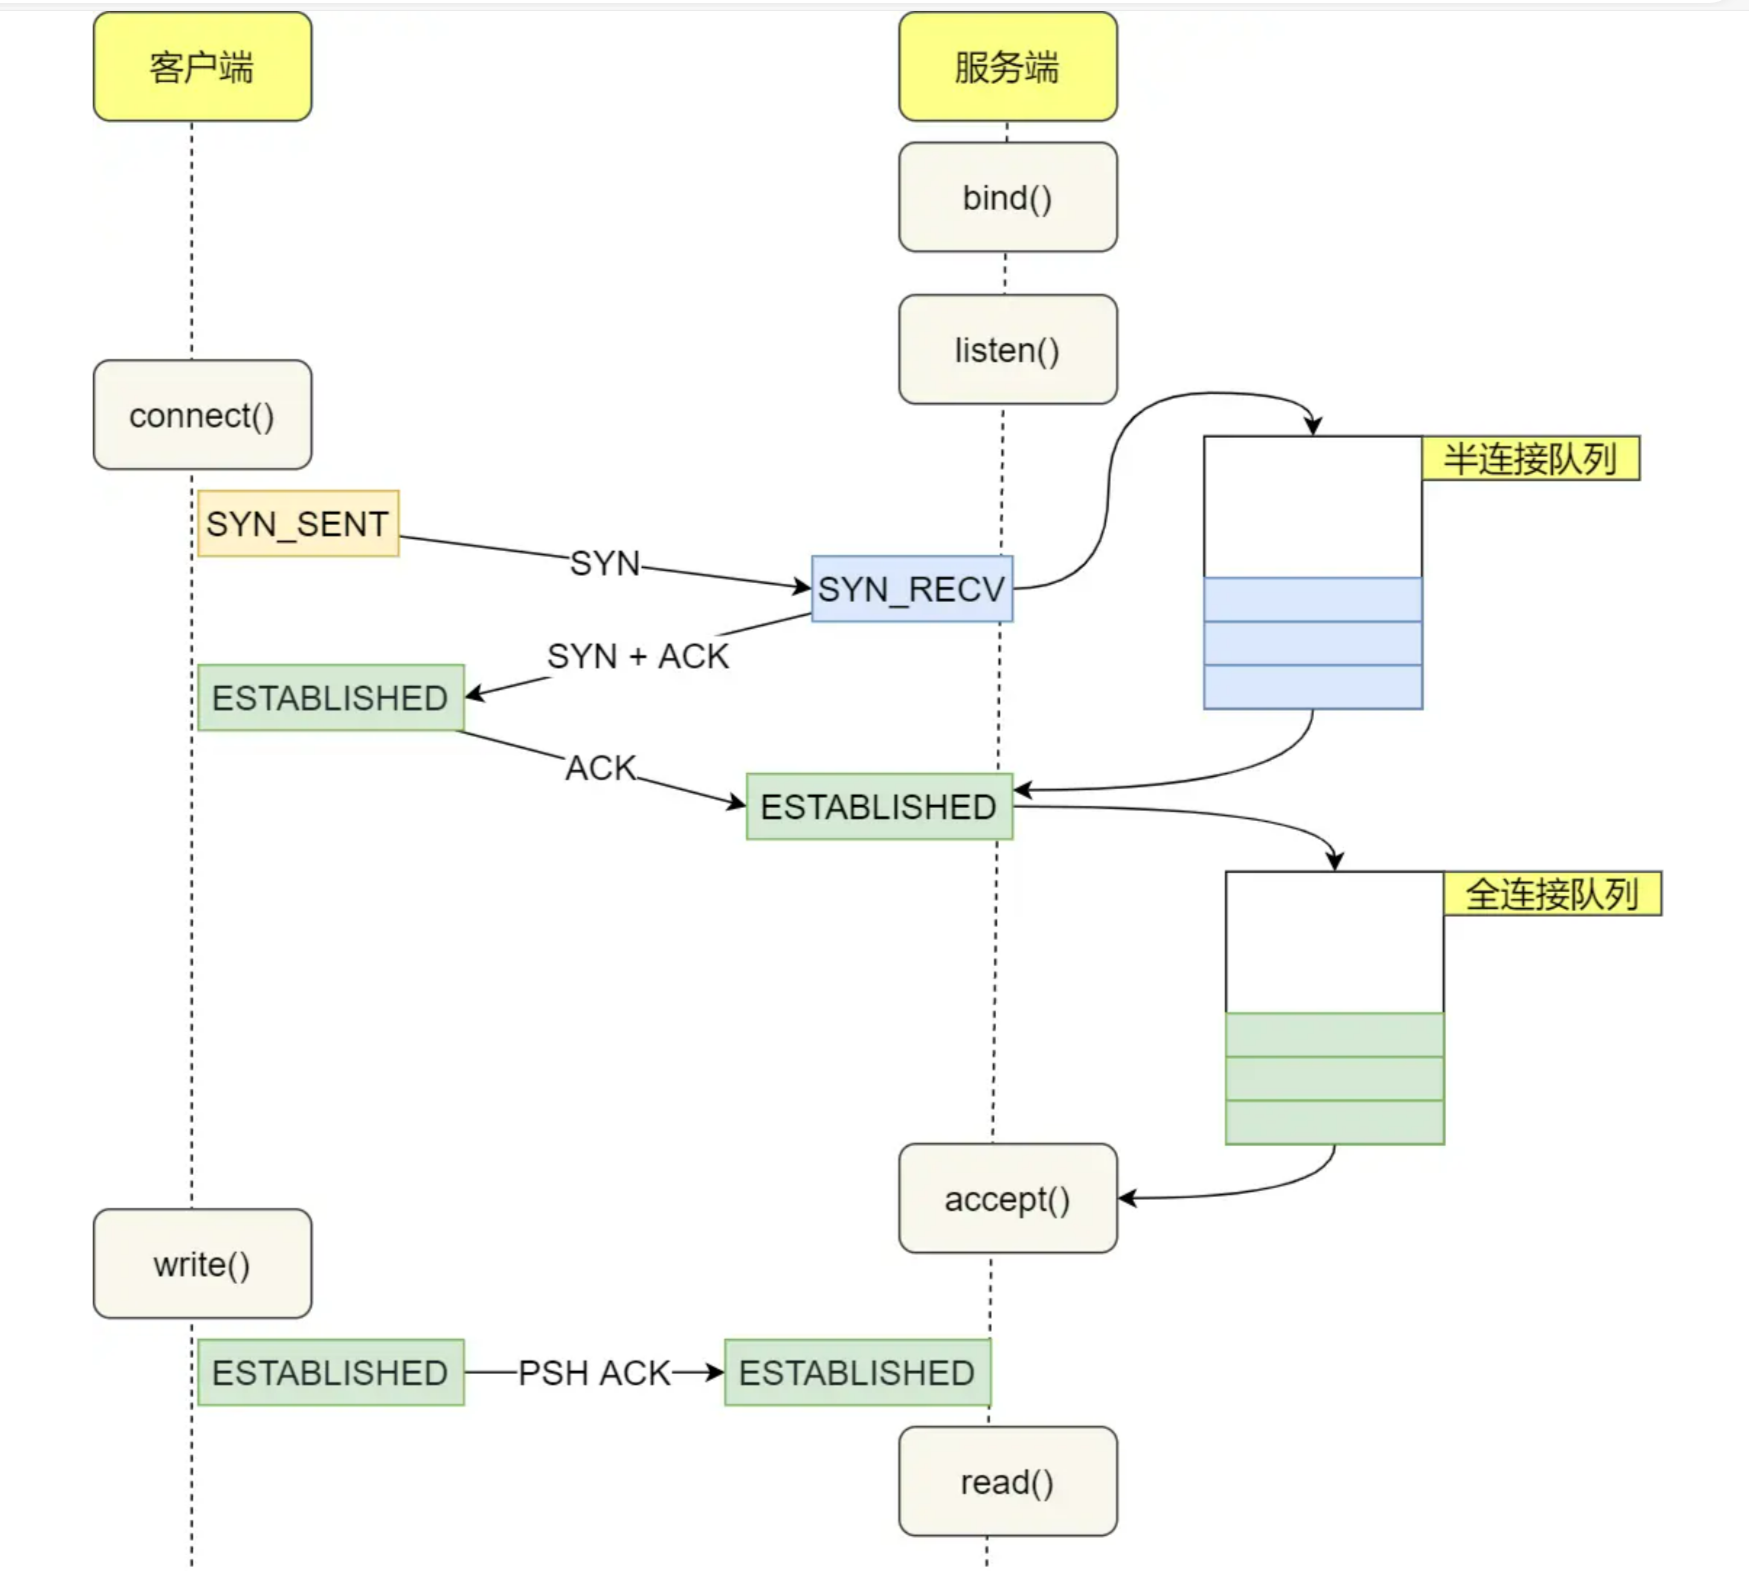 客户端
服务端
bind()
listen()
connect()
半连接队列
SYN_SENT
SYN
SYN_RECV
SYN + ACK
ESTABLISHED
ACK
ESTABLISHED
全连接队列
accept()
write()
ESTABLISHED
PSH ACK
ESTABLISHED
read()